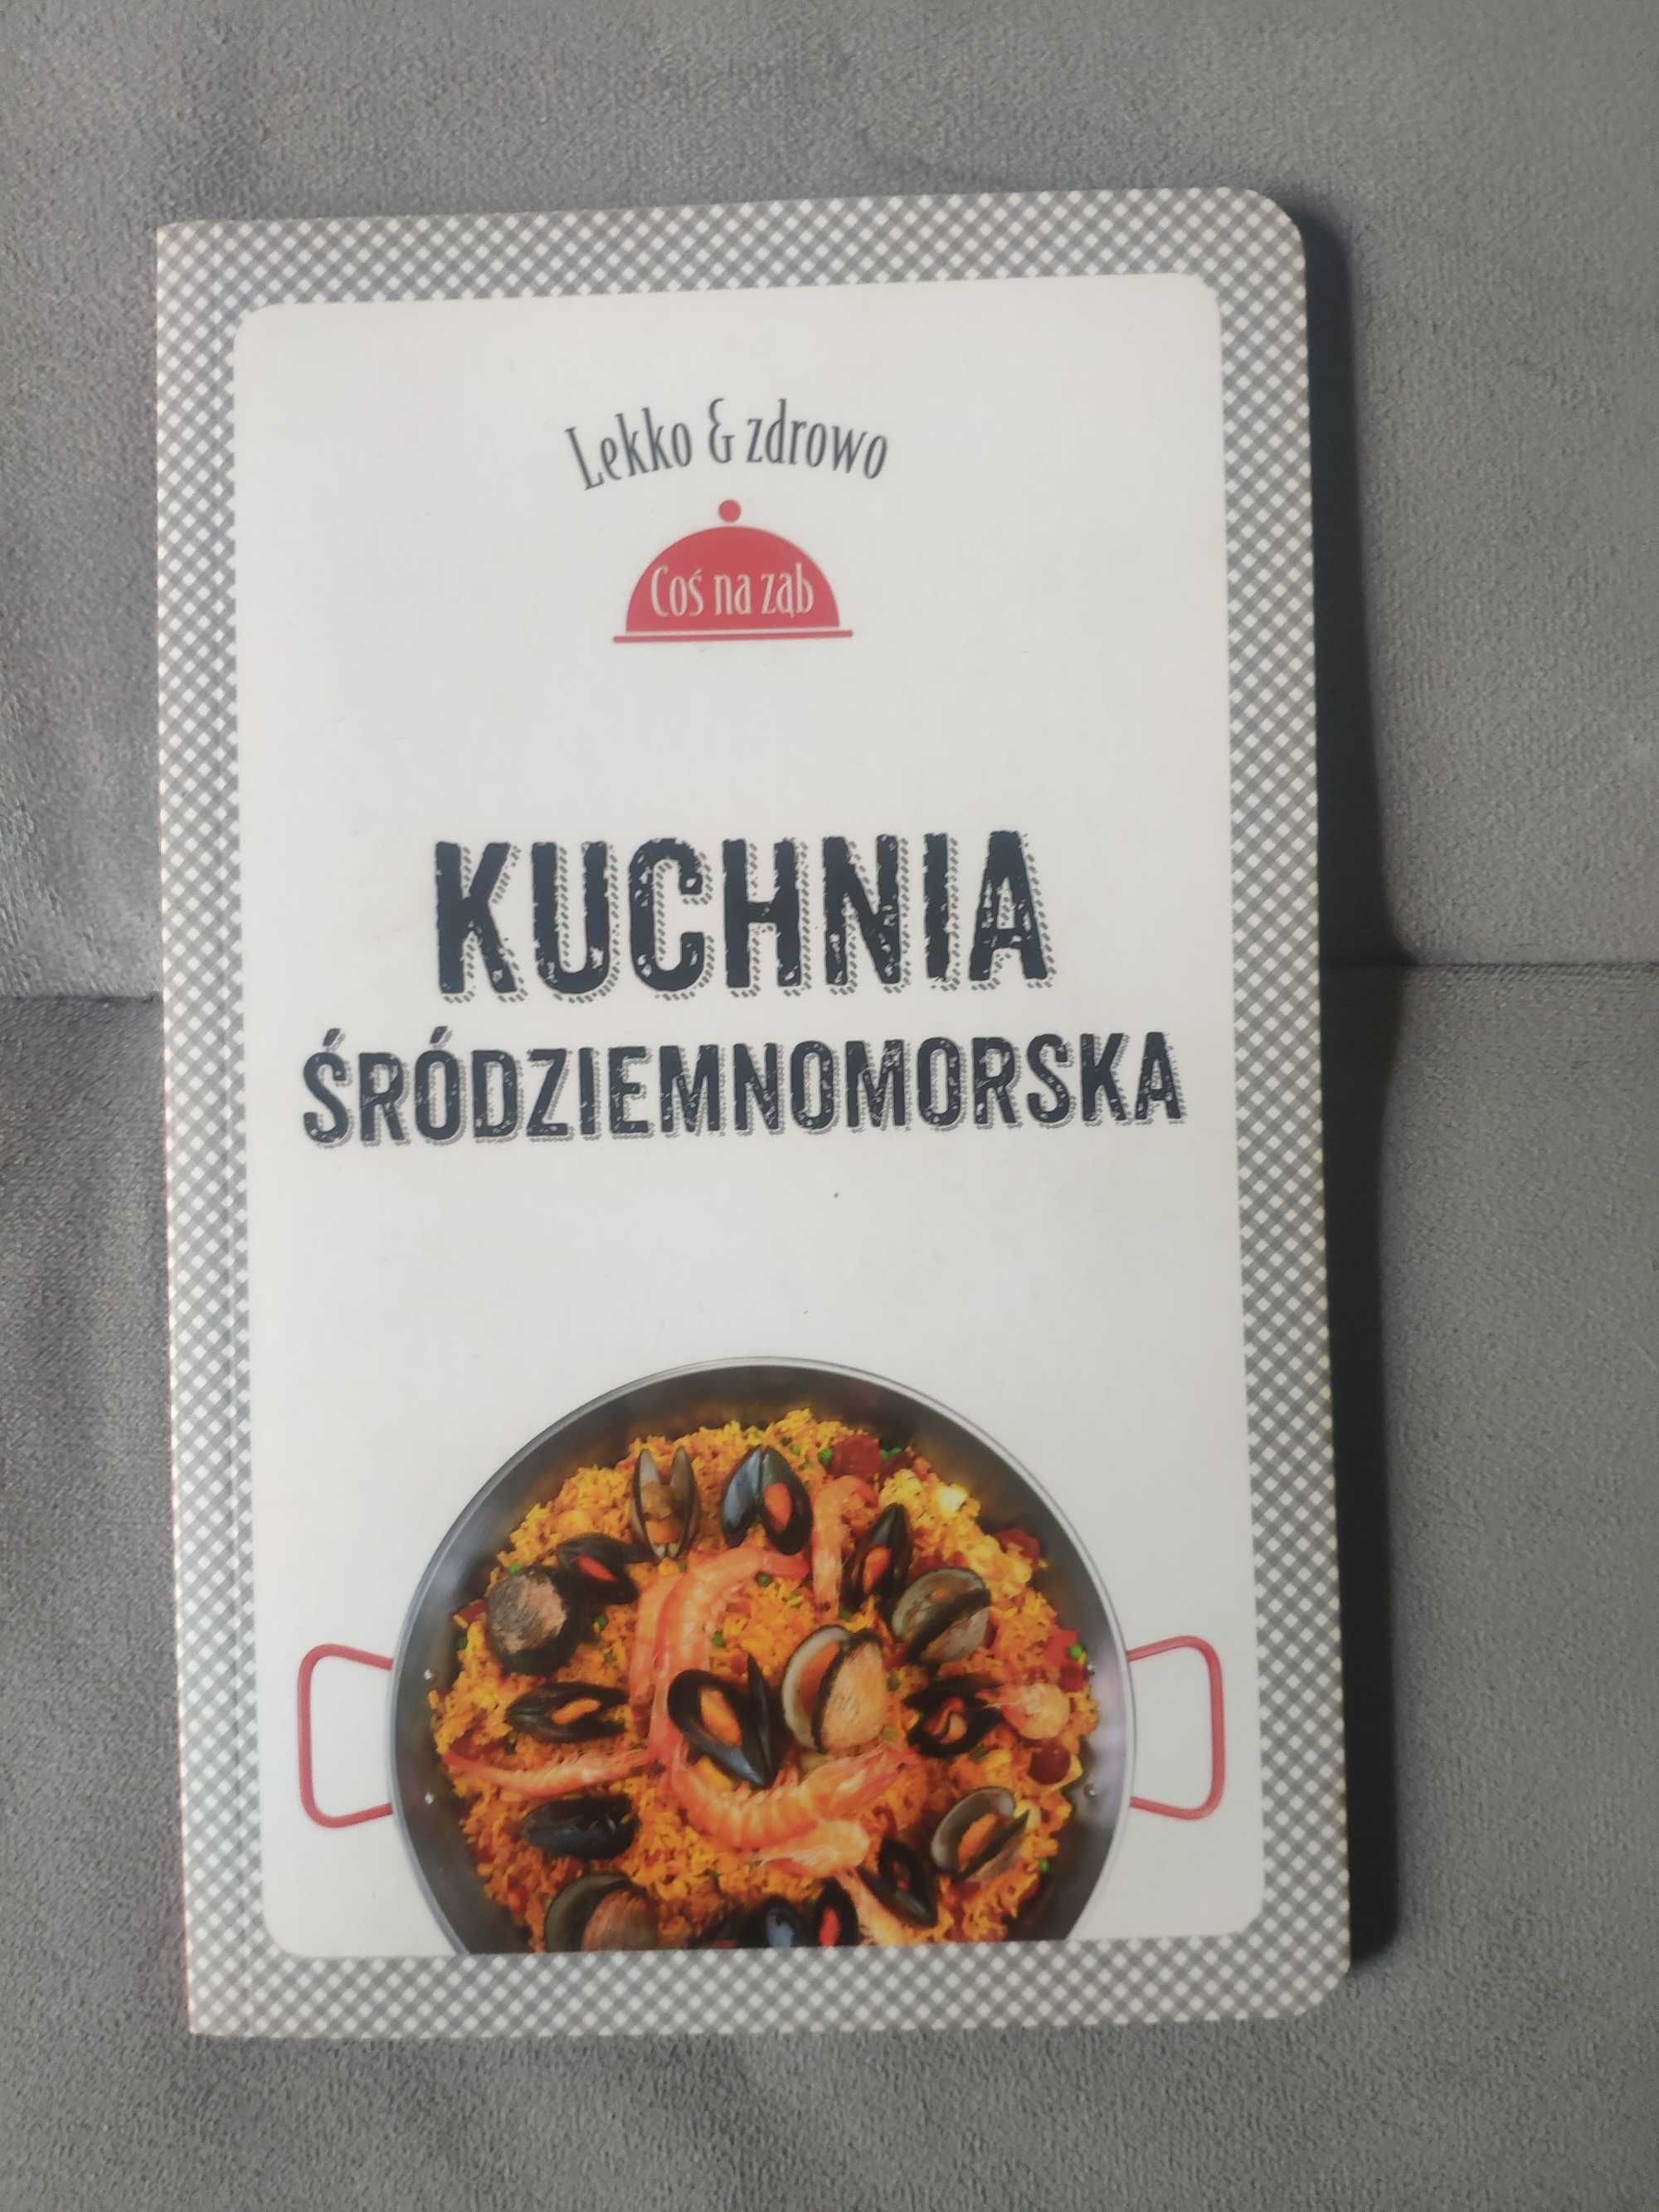 Lekko & zdrowo
Coś na ząb
KUCHNIA
ŚRÓDZIEMNOMORSKA